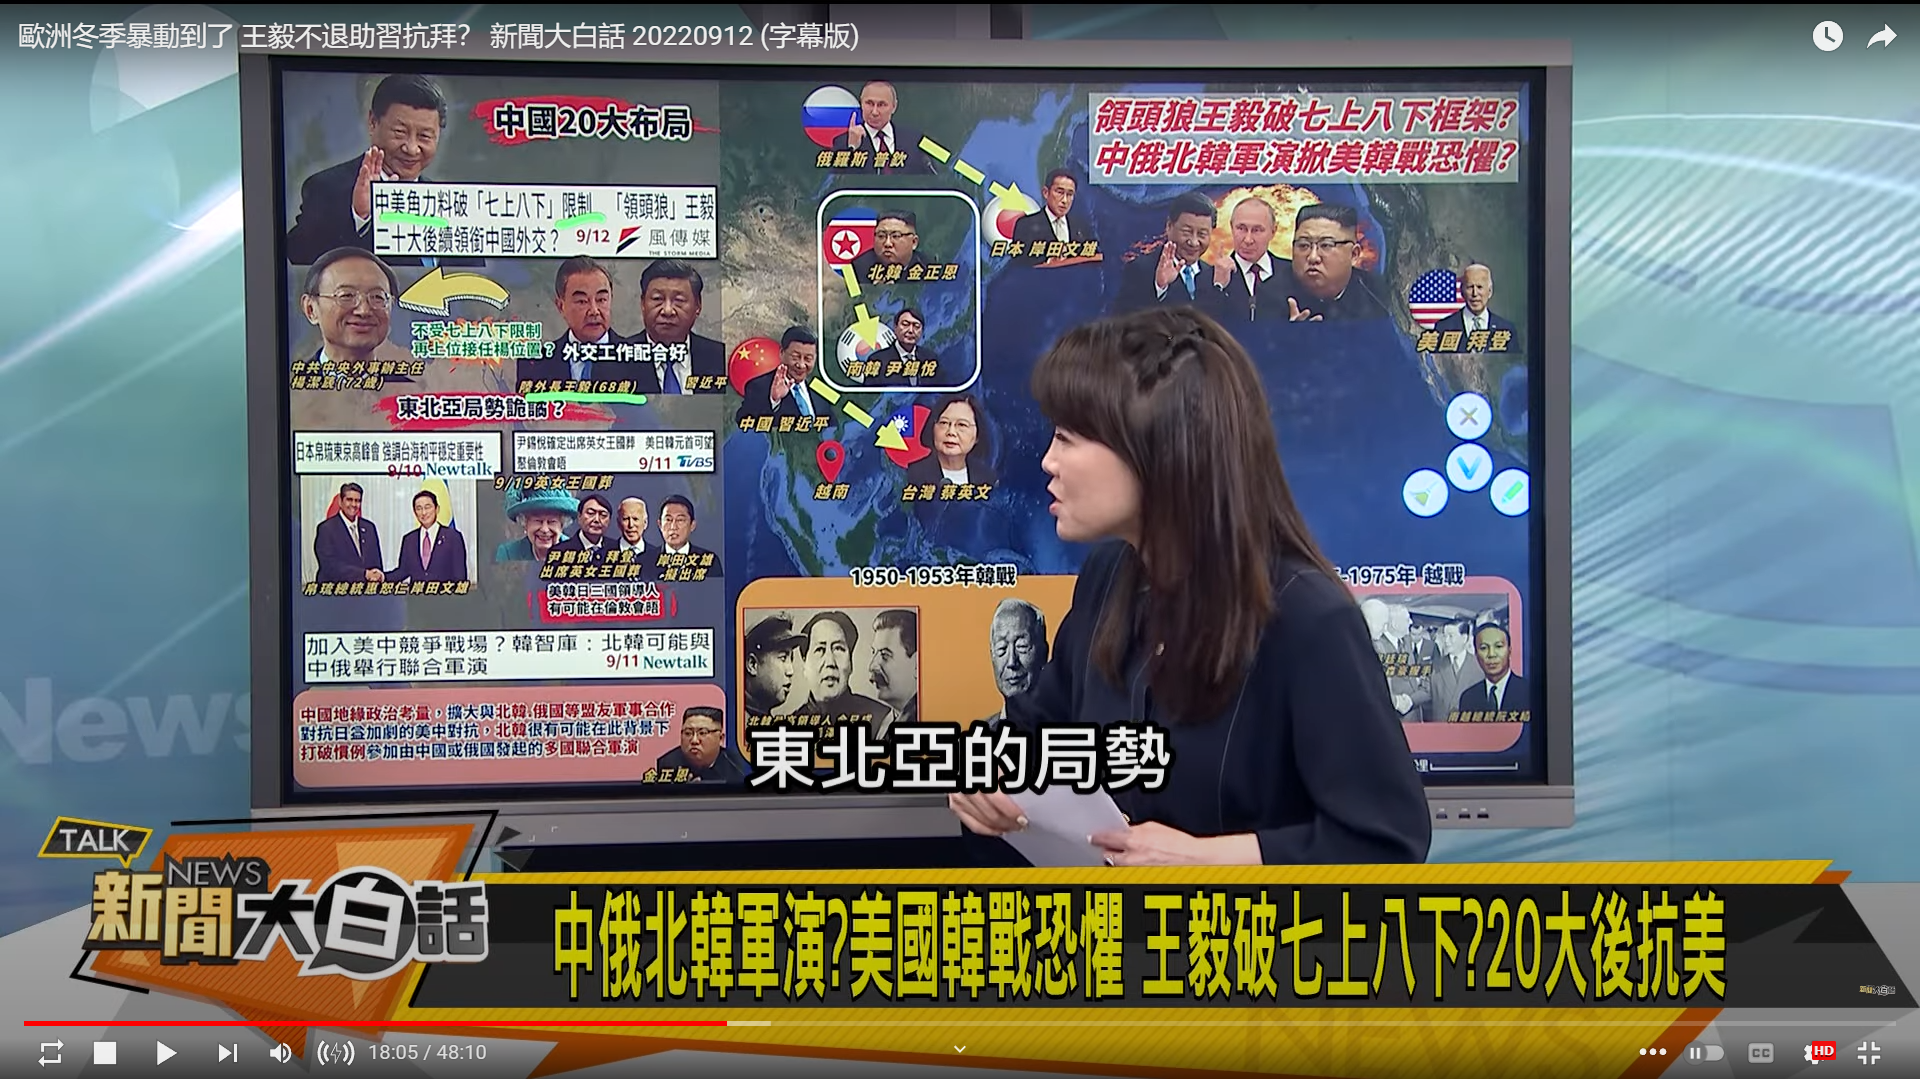 歐洲冬季暴動到了 王毅不退助習抗拜? 新聞大白話 20220912 (字幕版)
中國20大布局
中美角力料破「七上八下」限制 「領頭狼」王毅
二十大後續領銜中國外交?
9/12 風傳媒
THE STORM MEDIA
不受七上八下限制
再上位接任楊位置?
外交工作配合好
中共中央外事辦主任
楊潔篪(72歲)
陸外長王毅(68歲)
習近平
東北亞局勢詭譎?
日本帛琉東京高峰會 強調台海和平穩定重要性
9/10 Newtalk
尹錫悅確定出席英女王國葬 美日韓元首可望
聚倫敦會晤
9/11 TVBS
9/19英女王國葬
帛琉總統惠恕仁 岸田文雄
尹錫悅、拜登
出席英女王國葬
岸田文雄
擬出席
美韓日三國領導人
有可能在倫敦會晤
加入美中競爭戰場?韓智庫:北韓可能與
中俄舉行聯合軍演
9/11 Newtalk
中國地緣政治考量,擴大與北韓.俄國等盟友軍事合作
對抗日益加劇的美中對抗,北韓很有可能在此背景下
打破慣例參加由中國或俄國發起的多國聯合軍演
金正恩
領頭狼王毅破七上八下框架?
中俄北韓軍演掀美韓戰恐懼?
俄羅斯 普欽
日本 岸田文雄
北韓 金正恩
南韓 尹錫悅
中國 習近平
越南
台灣 蔡英文
美國 拜登
1950-1953年韓戰
-1975年 越戰
南越總統阮文紹
東北亞的局勢
News
TALK
NEWS
新聞大白話
中俄北韓軍演?美國韓戰恐懼 王毅破七上八下?20大後抗美
18:05 / 48:10
CC
HD